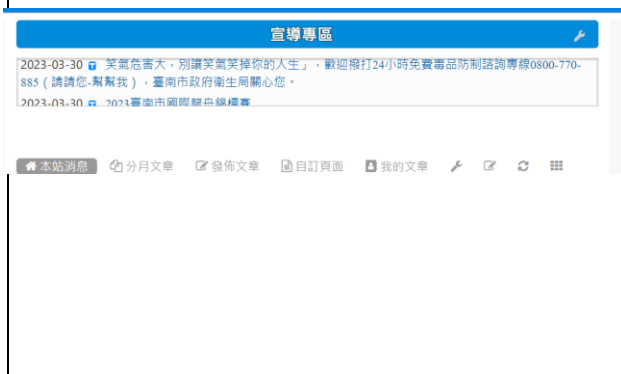 宣導專區
2023-03-30 笑氣危害大,別讓笑氣笑掉你的人生」,歡迎撥打24小時免費毒品防制諮詢專線0800-770-
885(請請您-幫幫我),臺南市政府衛生局關心您。
2023-03-30 2023臺南市國際龍舟錦標賽
本站消息 分月文章 發佈文章 自訂頁面 我的文章